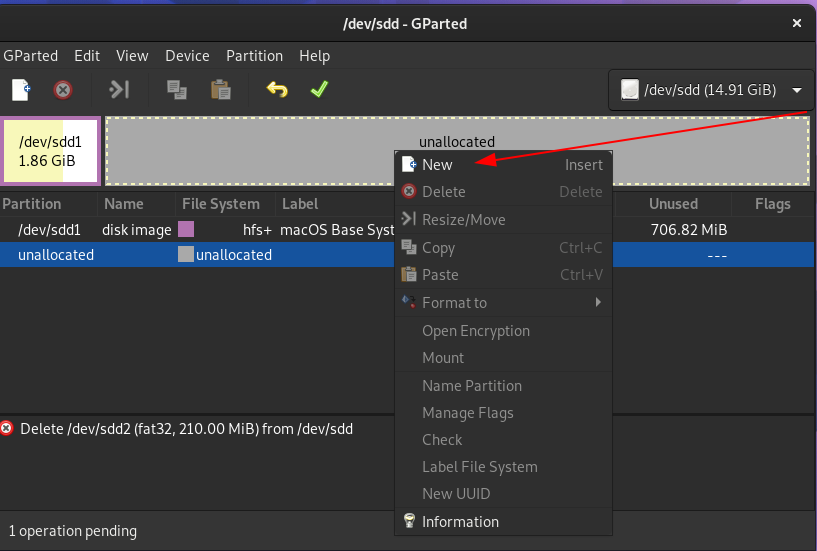 /dev/sdd - GParted
GParted Edit View Device Partition Help
/dev/sdd (14.91 GiB)
/dev/sdd1
1.86 GiB
unallocated
Partition Name File System Label Unused Flags
/dev/sdd1 disk image hfs+ macOS Base Syst 706.82 MiB
unallocated unallocated ---
New Insert
Delete Delete
Resize/Move
Copy Ctrl+C
Paste Ctrl+V
Format to
Open Encryption
Mount
Name Partition
Manage Flags
Check
Label File System
New UUID
Information
Delete /dev/sdd2 (fat32, 210.00 MiB) from /dev/sdd
1 operation pending